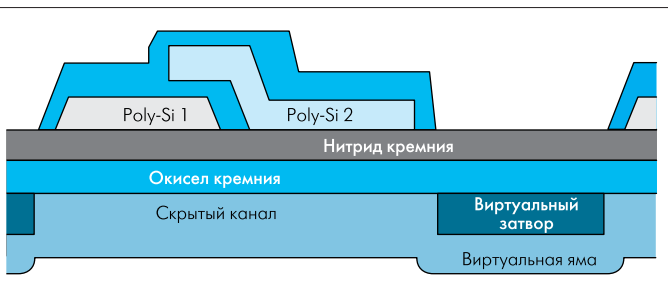 Poly-Si 1
Poly-Si 2
Нитрид кремния
Окисел кремния
Скрытый канал
Виртуальный
затвор
Виртуальная яма